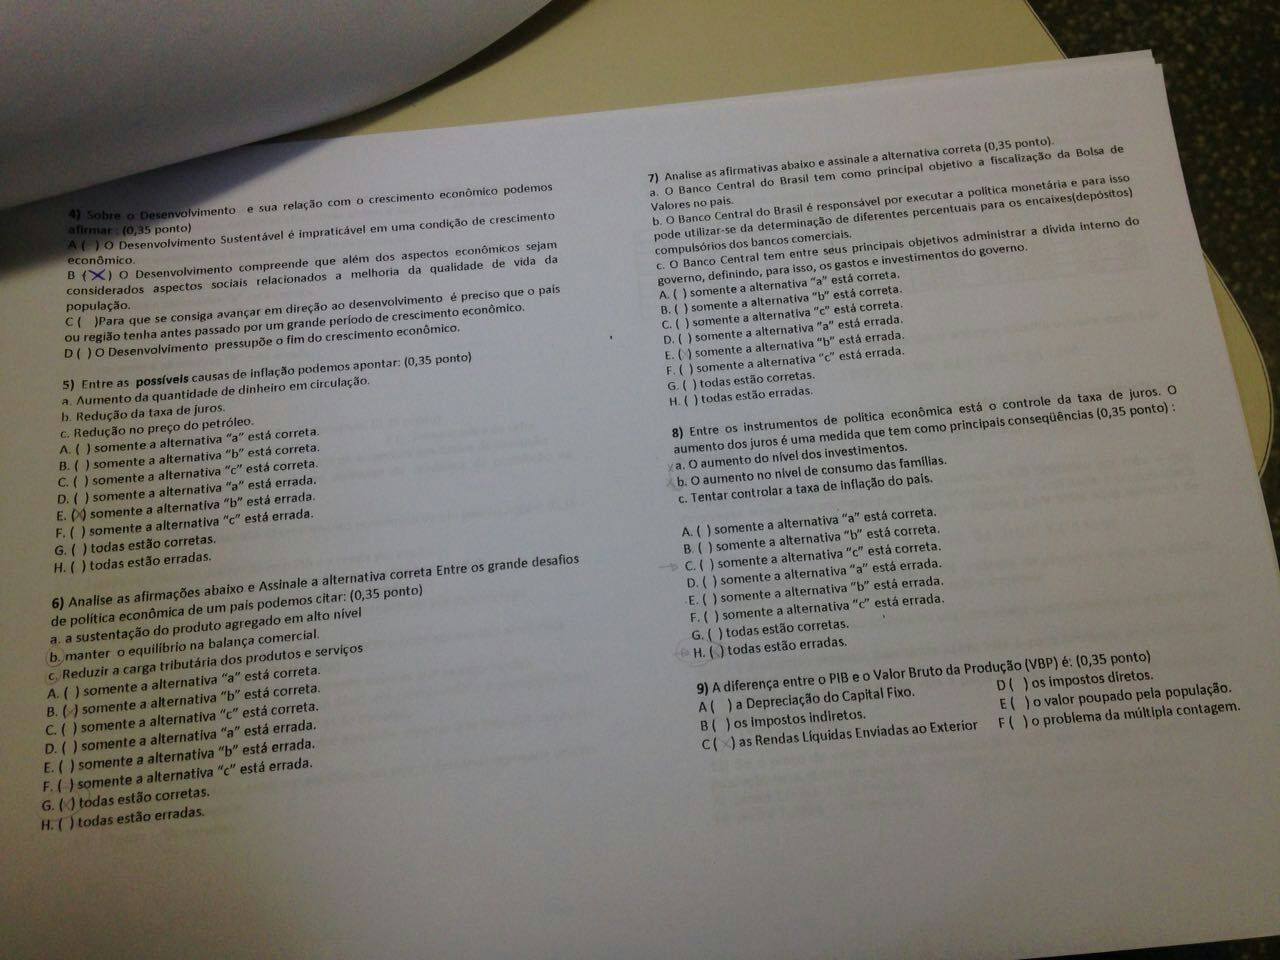 4) Sobre o Desenvolvimento e sua relação com o crescimento econômico podemos
afirmar : (0,35 ponto)
A ( ) O Desenvolvimento Sustentável é impraticável em uma condição de crescimento
econômico.
B (X) O Desenvolvimento compreende que além dos aspectos econômicos sejam
considerados aspectos sociais relacionados a melhoria da qualidade de vida da
população.
C ( )Para que se consiga avançar em direção ao desenvolvimento é preciso que o pais
ou região tenha antes passado por um grande período de crescimento econômico.
D ( ) O Desenvolvimento pressupõe o fim do crescimento econômico.
5) Entre as possíveis causas de inflação podemos apontar: (0,35 ponto)
a. Aumento da quantidade de dinheiro em circulação.
b. Redução da taxa de juros.
c. Redução no preço do petróleo.
A. ( ) somente a alternativa "a" está correta.
B. ( ) somente a alternativa "b" está correta.
C. ( ) somente a alternativa "c" está correta.
D. ( ) somente a alternativa "a" está errada.
E. (X) somente a alternativa "b" está errada.
F. ( ) somente a alternativa "c" está errada.
G. ( ) todas estão corretas.
H. ( ) todas estão erradas.
6) Analise as afirmações abaixo e Assinale a alternativa correta Entre os grande desafios
de política econômica de um pais podemos citar: (0,35 ponto)
a. a sustentação do produto agregado em alto nível
b. manter o equilíbrio na balança comercial.
c. Reduzir a carga tributária dos produtos e serviços
A. ( ) somente a alternativa "a" está correta.
B. (x) somente a alternativa "b" está correta.
C. ( ) somente a alternativa "c" está correta.
D. ( ) somente a alternativa "a" está errada.
E. ( ) somente a alternativa "b" está errada.
F. ( ) somente a alternativa "c" está errada.
G. (x) todas estão corretas.
H. ( ) todas estão erradas.
7) Analise as afirmativas abaixo e assinale a alternativa correta (0,35 ponto).
a. O Banco Central do Brasil tem como principal objetivo a fiscalização da Bolsa de
Valores no país.
b. O Banco Central do Brasil é responsável por executar a política monetária e para isso
pode utilizar-se da determinação de diferentes percentuais para os encaixes(depósitos)
compulsórios dos bancos comerciais.
c. O Banco Central tem entre seus principais objetivos administrar a dívida interno do
governo, definindo, para isso, os gastos e investimentos do governo.
A. ( ) somente a alternativa "a" está correta.
B. ( ) somente a alternativa "b" está correta.
C. ( ) somente a alternativa "c" está correta.
D. ( ) somente a alternativa "a" está errada.
E. (x) somente a alternativa "b" está errada.
F. ( ) somente a alternativa "c" está errada.
G. ( ) todas estão corretas.
H. ( ) todas estão erradas.
8) Entre os instrumentos de política econômica está o controle da taxa de juros. O
aumento dos juros é uma medida que tem como principais conseqüências (0,35 ponto) :
a. O aumento do nível dos investimentos.
b. O aumento no nível de consumo das famílias.
c. Tentar controlar a taxa de inflação do país.
A. ( ) somente a alternativa "a" está correta.
B. ( ) somente a alternativa "b" está correta.
C. ( ) somente a alternativa "c" está correta.
D. ( ) somente a alternativa "a" está errada.
E. ( ) somente a alternativa "b" está errada.
F. ( ) somente a alternativa "c" está errada.
G. ( ) todas estão corretas.
H. (x) todas estão erradas.
9) A diferença entre o PIB e o Valor Bruto da Produção (VBP) é: (0,35 ponto)
A ( ) a Depreciação do Capital Fixo.
B ( ) os impostos indiretos.
C (x) as Rendas Líquidas Enviadas ao Exterior
D ( ) os impostos diretos.
E ( ) o valor poupado pela população.
F ( ) o problema da múltipla contagem.